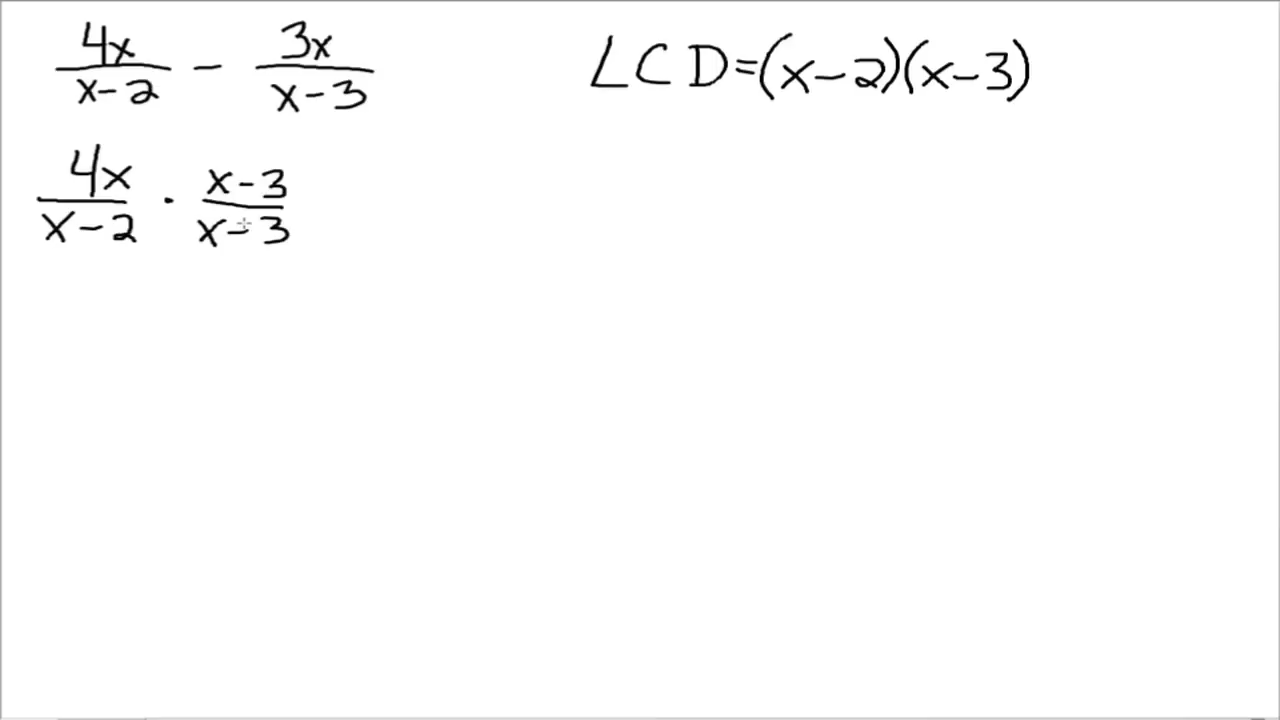 4x/(x-2) - 3x/(x-3)
LCD=(x-2)(x-3)
4x/(x-2) · (x-3)/(x-3)